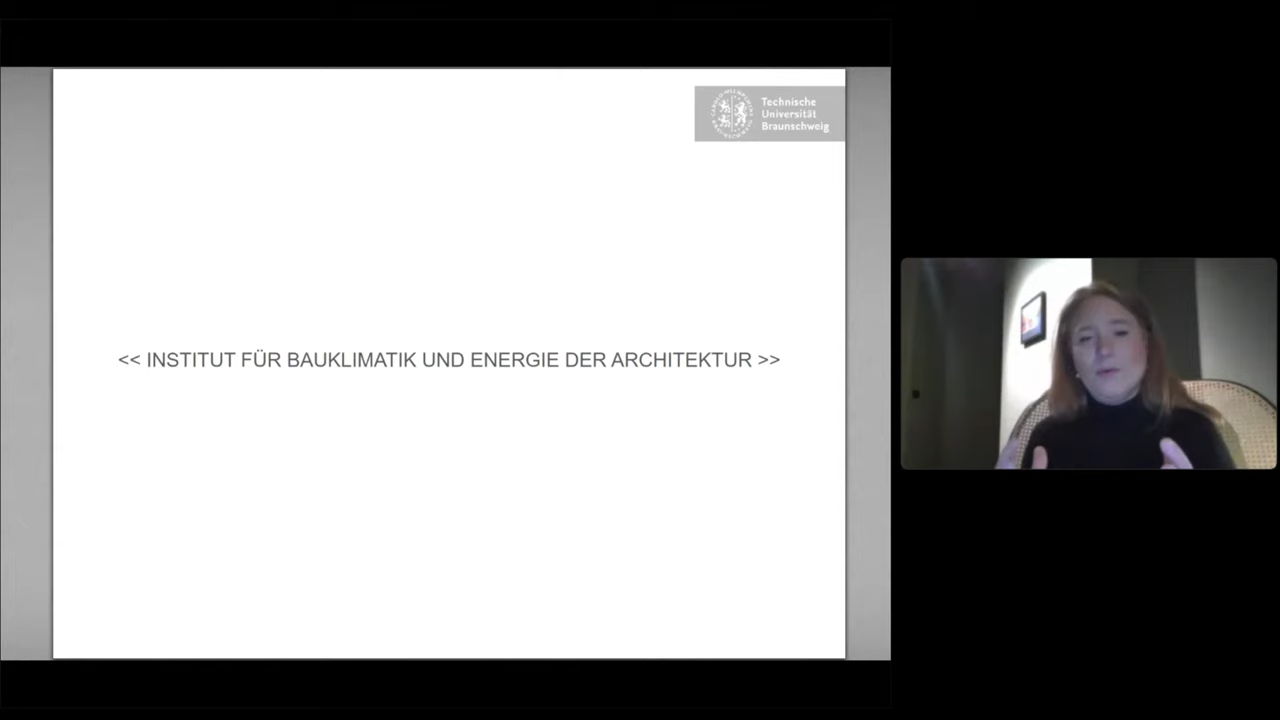 Technische
Universität
Braunschweig
<< INSTITUT FÜR BAUKLIMATIK UND ENERGIE DER ARCHITEKTUR >>